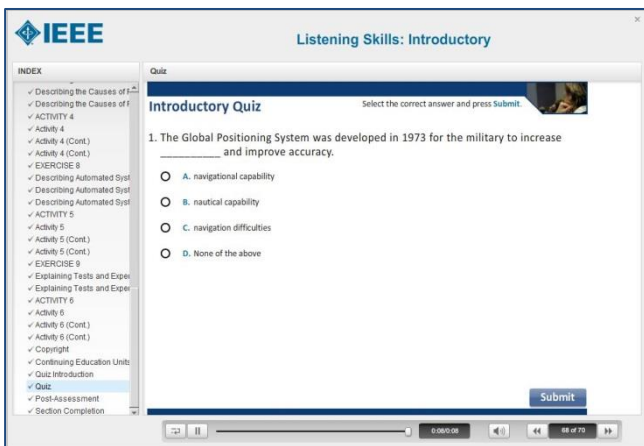 IEEE
Listening Skills: Introductory
INDEX
Quiz
Describing the Causes of
Describing the Causes of
ACTIVITY 4
Activity 4
Activity 4 (Cont.)
Activity 4 (Cont.)
EXERCISE 8
Describing Automated Syst
Describing Automated Syst
Describing Automated Syst
ACTIVITY 5
Activity 5
Activity 5 (Cont.)
Activity 5 (Cont.)
EXERCISE 9
Explaining Tests and Exper
Explaining Tests and Exper
ACTIVITY 6
Activity 6
Activity 6 (Cont.)
Activity 6 (Cont.)
Copyright
Continuing Education Units
Quiz Introduction
Quiz
Post-Assessment
Section Completion
Introductory Quiz
Select the correct answer and press Submit.
1. The Global Positioning System was developed in 1973 for the military to increase
__________ and improve accuracy.
A. navigational capability
B. nautical capability
C. navigation difficulties
D. None of the above
Submit
0:08/0:08
68 of 70